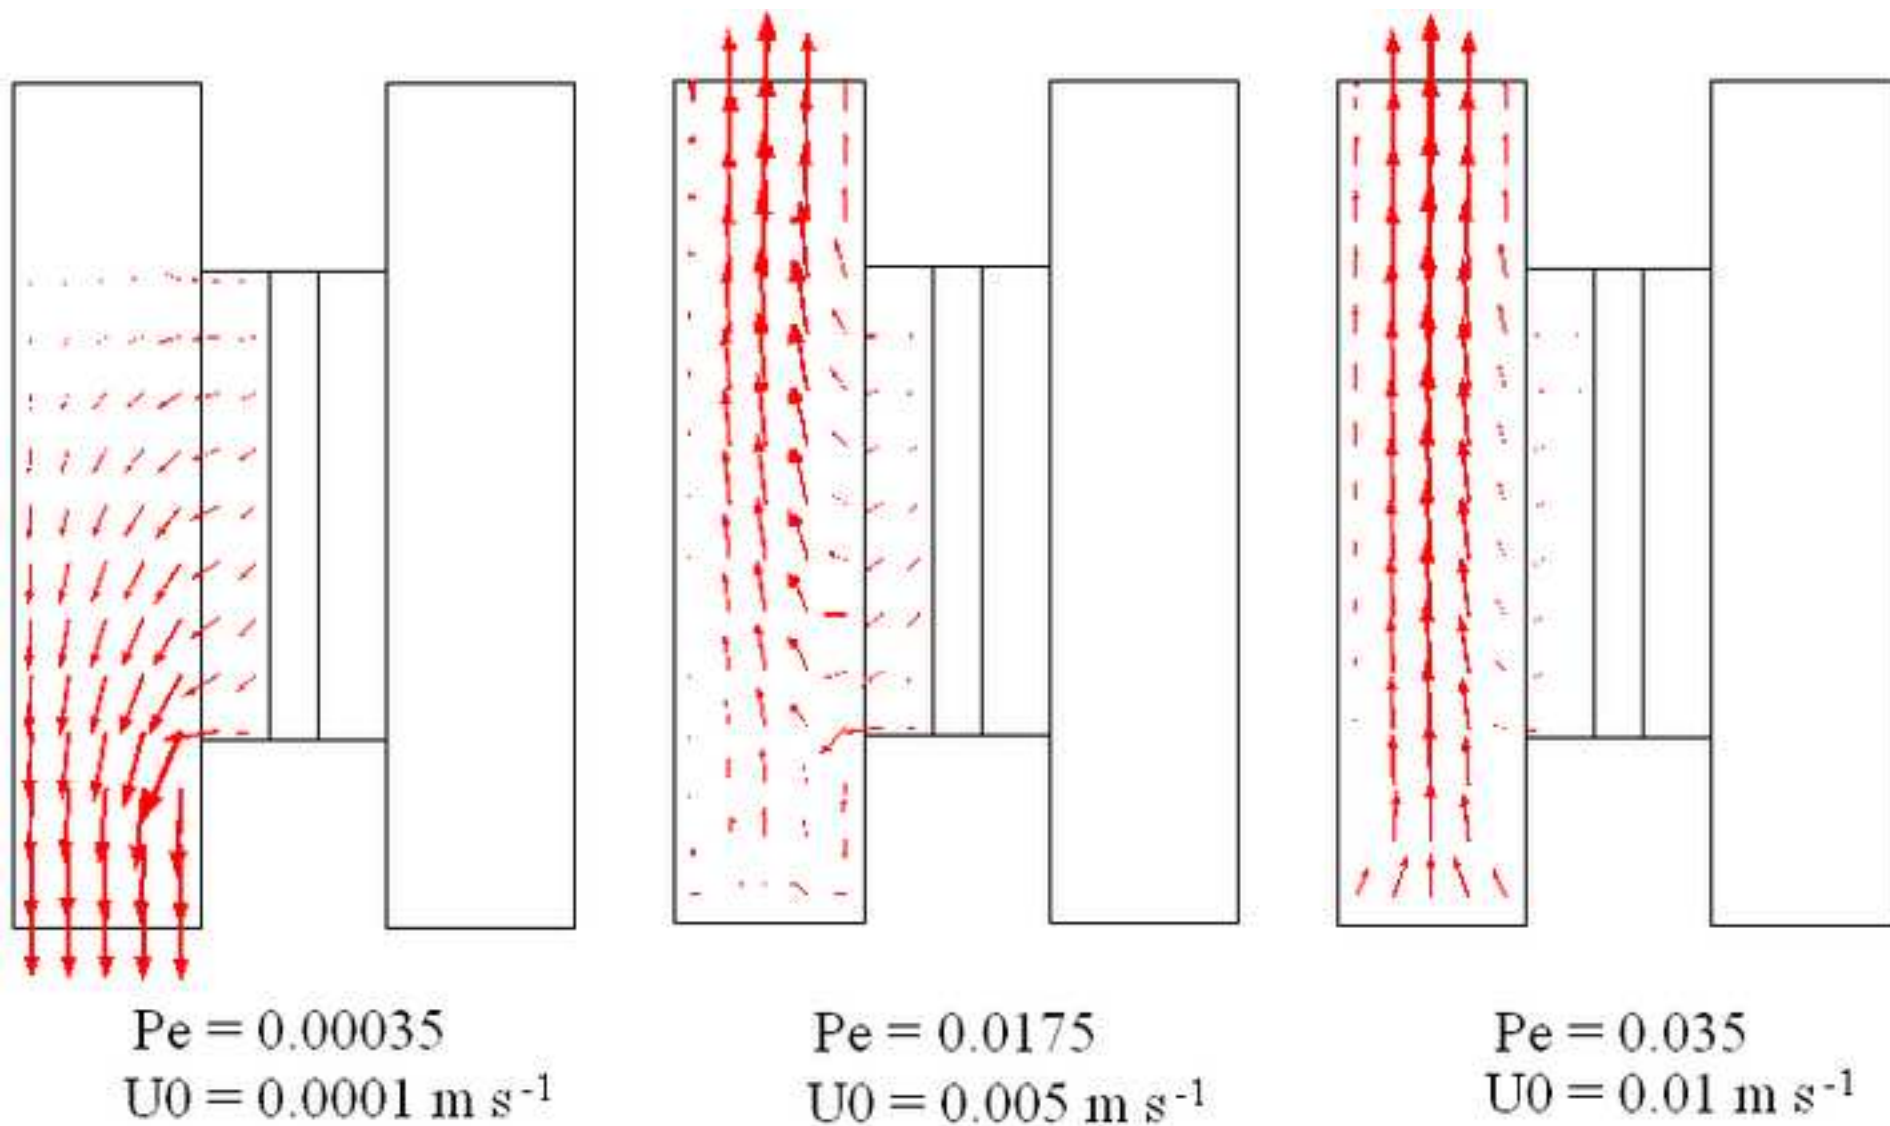 Pe = 0.00035
U0 = 0.0001 m s⁻¹
Pe = 0.0175
U0 = 0.005 m s⁻¹
Pe = 0.035
U0 = 0.01 m s⁻¹